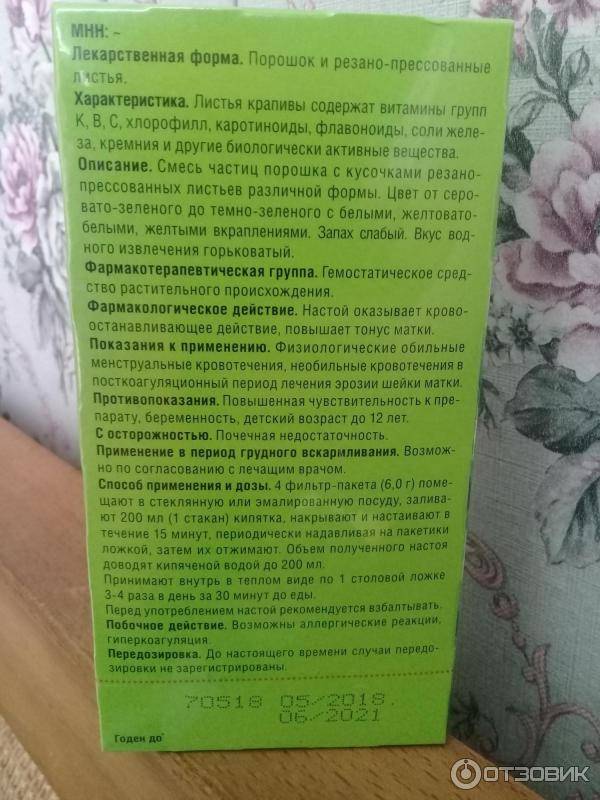 МНН: ~
Лекарственная форма. Порошок и резано-прессованные
листья.
Характеристика. Листья крапивы содержат витамины групп
К, В, С, хлорофилл, каротиноиды, флавоноиды, соли желе-
за, кремния и другие биологически активные вещества.
Описание. Смесь частиц порошка с кусочками резано-
прессованных листьев различной формы. Цвет от серо-
вато-зеленого до темно-зеленого с белыми, желтовато-
белыми, желтыми вкраплениями. Запах слабый. Вкус вод-
ного извлечения горьковатый.
Фармакотерапевтическая группа. Гемостатическое сред-
ство растительного происхождения.
Фармакологическое действие. Настой оказывает крово-
останавливающее действие, повышает тонус матки.
Показания к применению. Физиологические обильные
менструальные кровотечения, необильные кровотечения в
посткоагуляционный период лечения эрозии шейки матки.
Противопоказания. Повышенная чувствительность к пре-
парату, беременность, детский возраст до 12 лет.
С осторожностью. Почечная недостаточность.
Применение в период грудного вскармливания. Возмож-
но по согласованию с лечащим врачом.
Способ применения и дозы. 4 фильтр-пакета (6,0 г) поме-
щают в стеклянную или эмалированную посуду, залива-
ют 200 мл (1 стакан) кипятка, накрывают и настаивают в
течение 15 минут, периодически надавливая на пакетики
ложкой, затем их отжимают. Объем полученного настоя
доводят кипяченой водой до 200 мл.
Принимают внутрь в теплом виде по 1 столовой ложке
3-4 раза в день за 30 минут до еды.
Перед употреблением настой рекомендуется взбалтывать.
Побочное действие. Возможны аллергические реакции,
гиперкоагуляция.
Передозировка. До настоящего времени случаи передо-
зировки не зарегистрированы.
70518 05/2018.
06/2021
Годен до
ОТЗОВИК